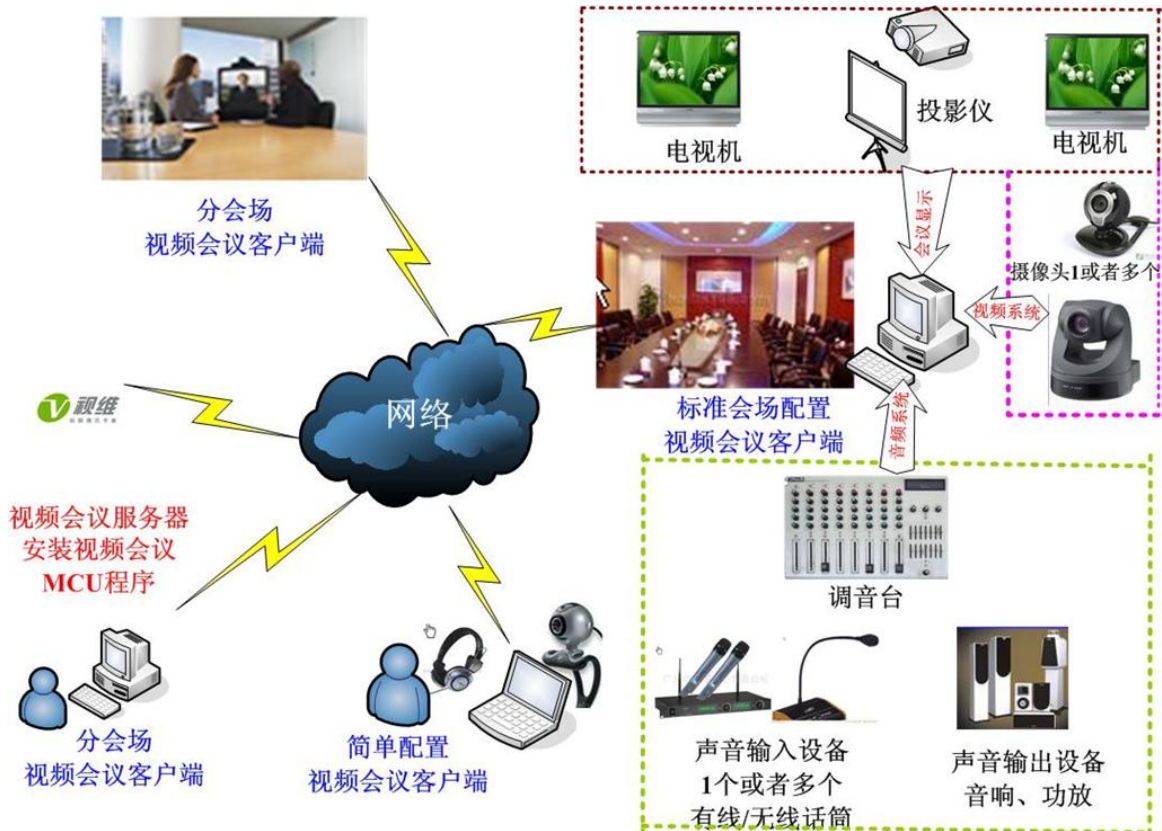 电视机
投影仪
电视机
分会场
视频会议客户端
会议显示
摄像头1或者多个
视频系统
视维
网络
标准会场配置
视频会议客户端
音频系统
视频会议服务器
安装视频会议
MCU程序
调音台
分会场
视频会议客户端
简单配置
视频会议客户端
声音输入设备
1个或者多个
有线/无线话筒
声音输出设备
音响、功放